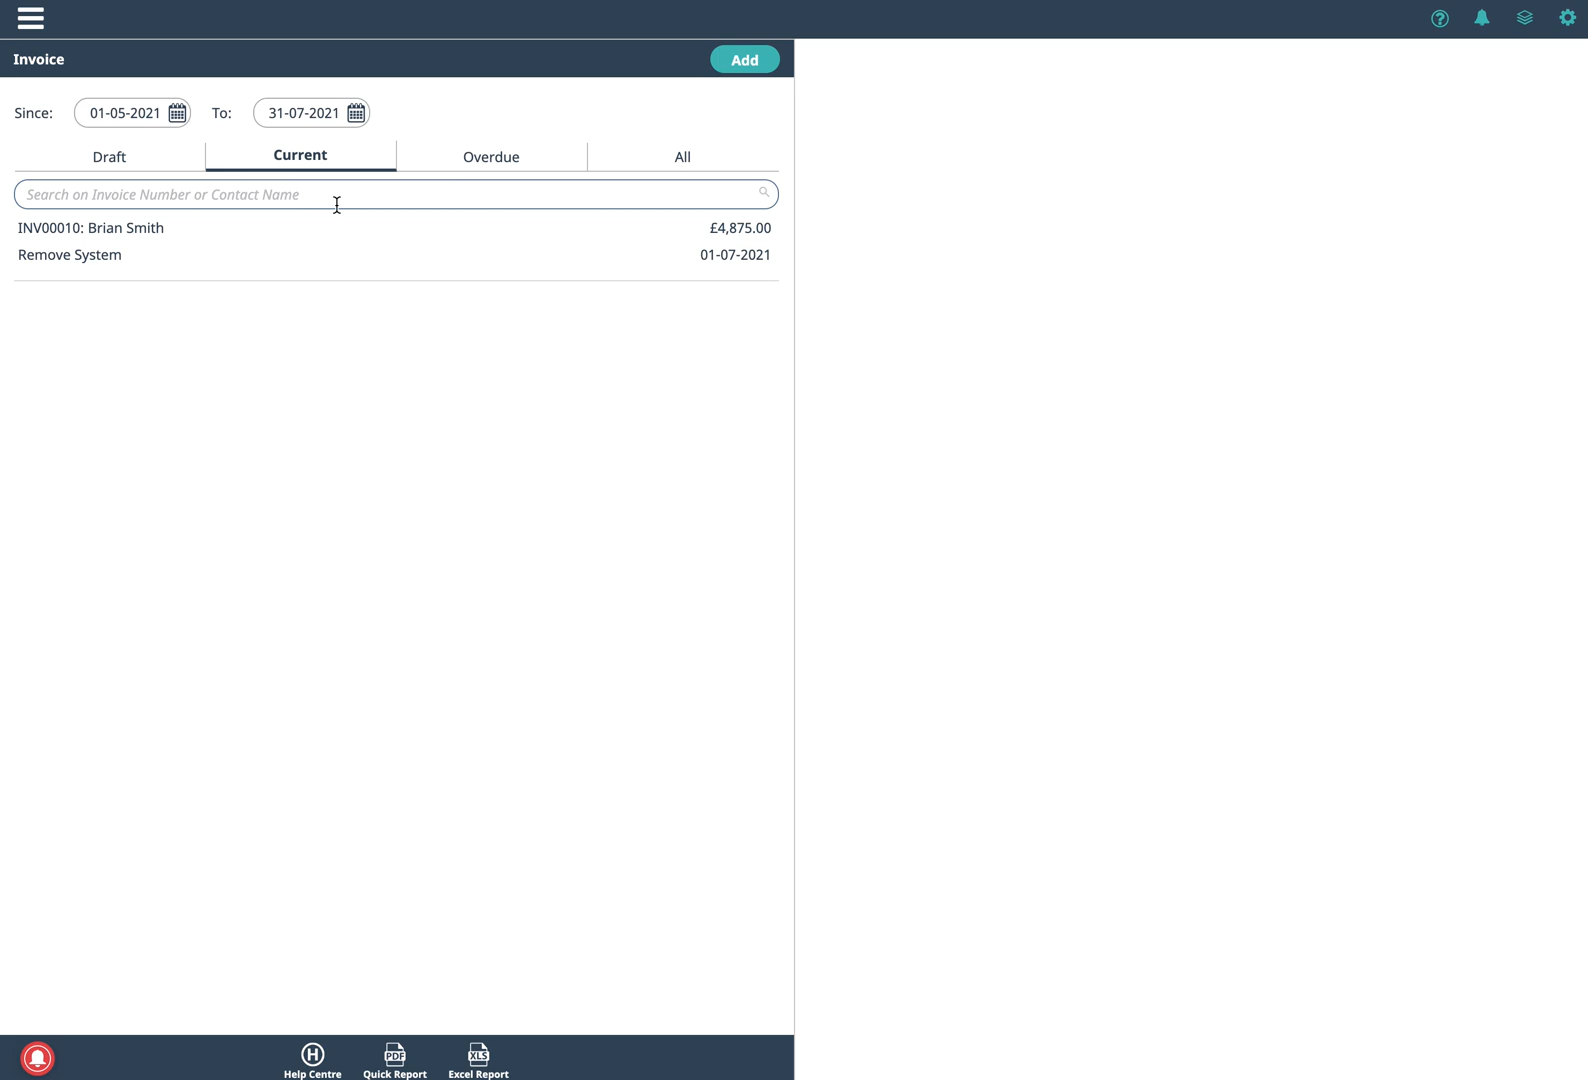 Invoice
Add
Since: 01-05-2021 To: 31-07-2021
Draft Current Overdue All
Search on Invoice Number or Contact Name
INV00010: Brian Smith £4,875.00
Remove System 01-07-2021
H PDF XLS
Help Centre Quick Report Excel Report